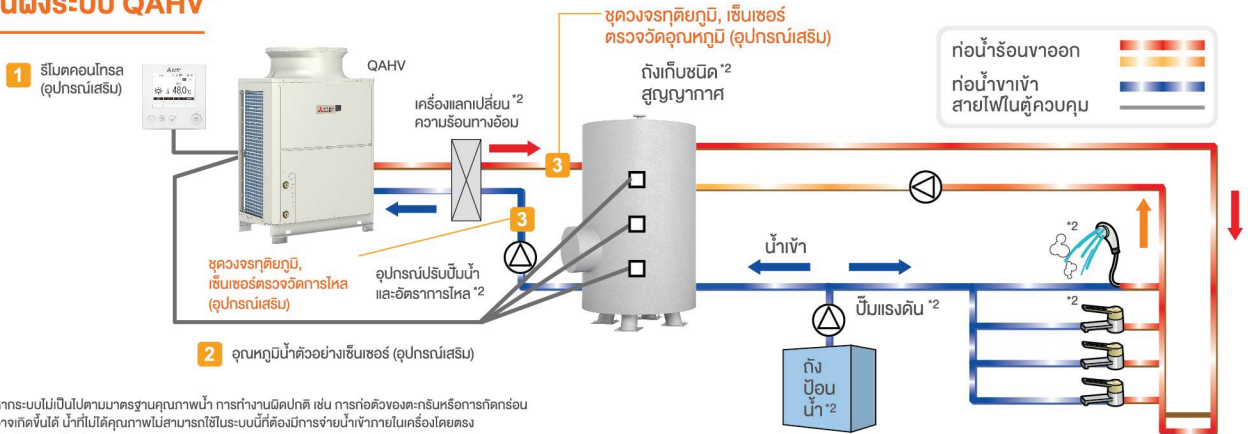 ระบบ QAHV
ชุดวงจรทุติยภูมิ, เซ็นเซอร์
ตรวจวัดอุณหภูมิ (อุปกรณ์เสริม)
ท่อน้ำร้อนขาออก
ท่อน้ำขาเข้า
สายไฟในตู้ควบคุม
1
รีโมตคอนโทรล
(อุปกรณ์เสริม)
48.0
QAHV
เครื่องแลกเปลี่ยน *2
ความร้อนทางอ้อม
ถังเก็บชนิด *2
สูญญากาศ
3
3
ชุดวงจรทุติยภูมิ,
เซ็นเซอร์ตรวจวัดการไหล
(อุปกรณ์เสริม)
อุปกรณ์ปรับปั๊มน้ำ
และอัตราการไหล *2
น้ำเข้า
ปั๊มแรงดัน *2
*2
*2
ถัง
ป้อน
น้ำ *2
2
อุณหภูมิน้ำตัวอย่างเซ็นเซอร์ (อุปกรณ์เสริม)
ากระบบไม่เป็นไปตามมาตรฐานคุณภาพน้ำ การทำงานผิดปกติ เช่น การก่อตัวของตะกรันหรือการกัดกร่อน
าจเกิดขึ้นได้ น้ำที่ไม่ได้คุณภาพไม่สามารถใช้ในระบบนี้ที่ต้องมีการจ่ายน้ำเข้าภายในเครื่องโดยตรง